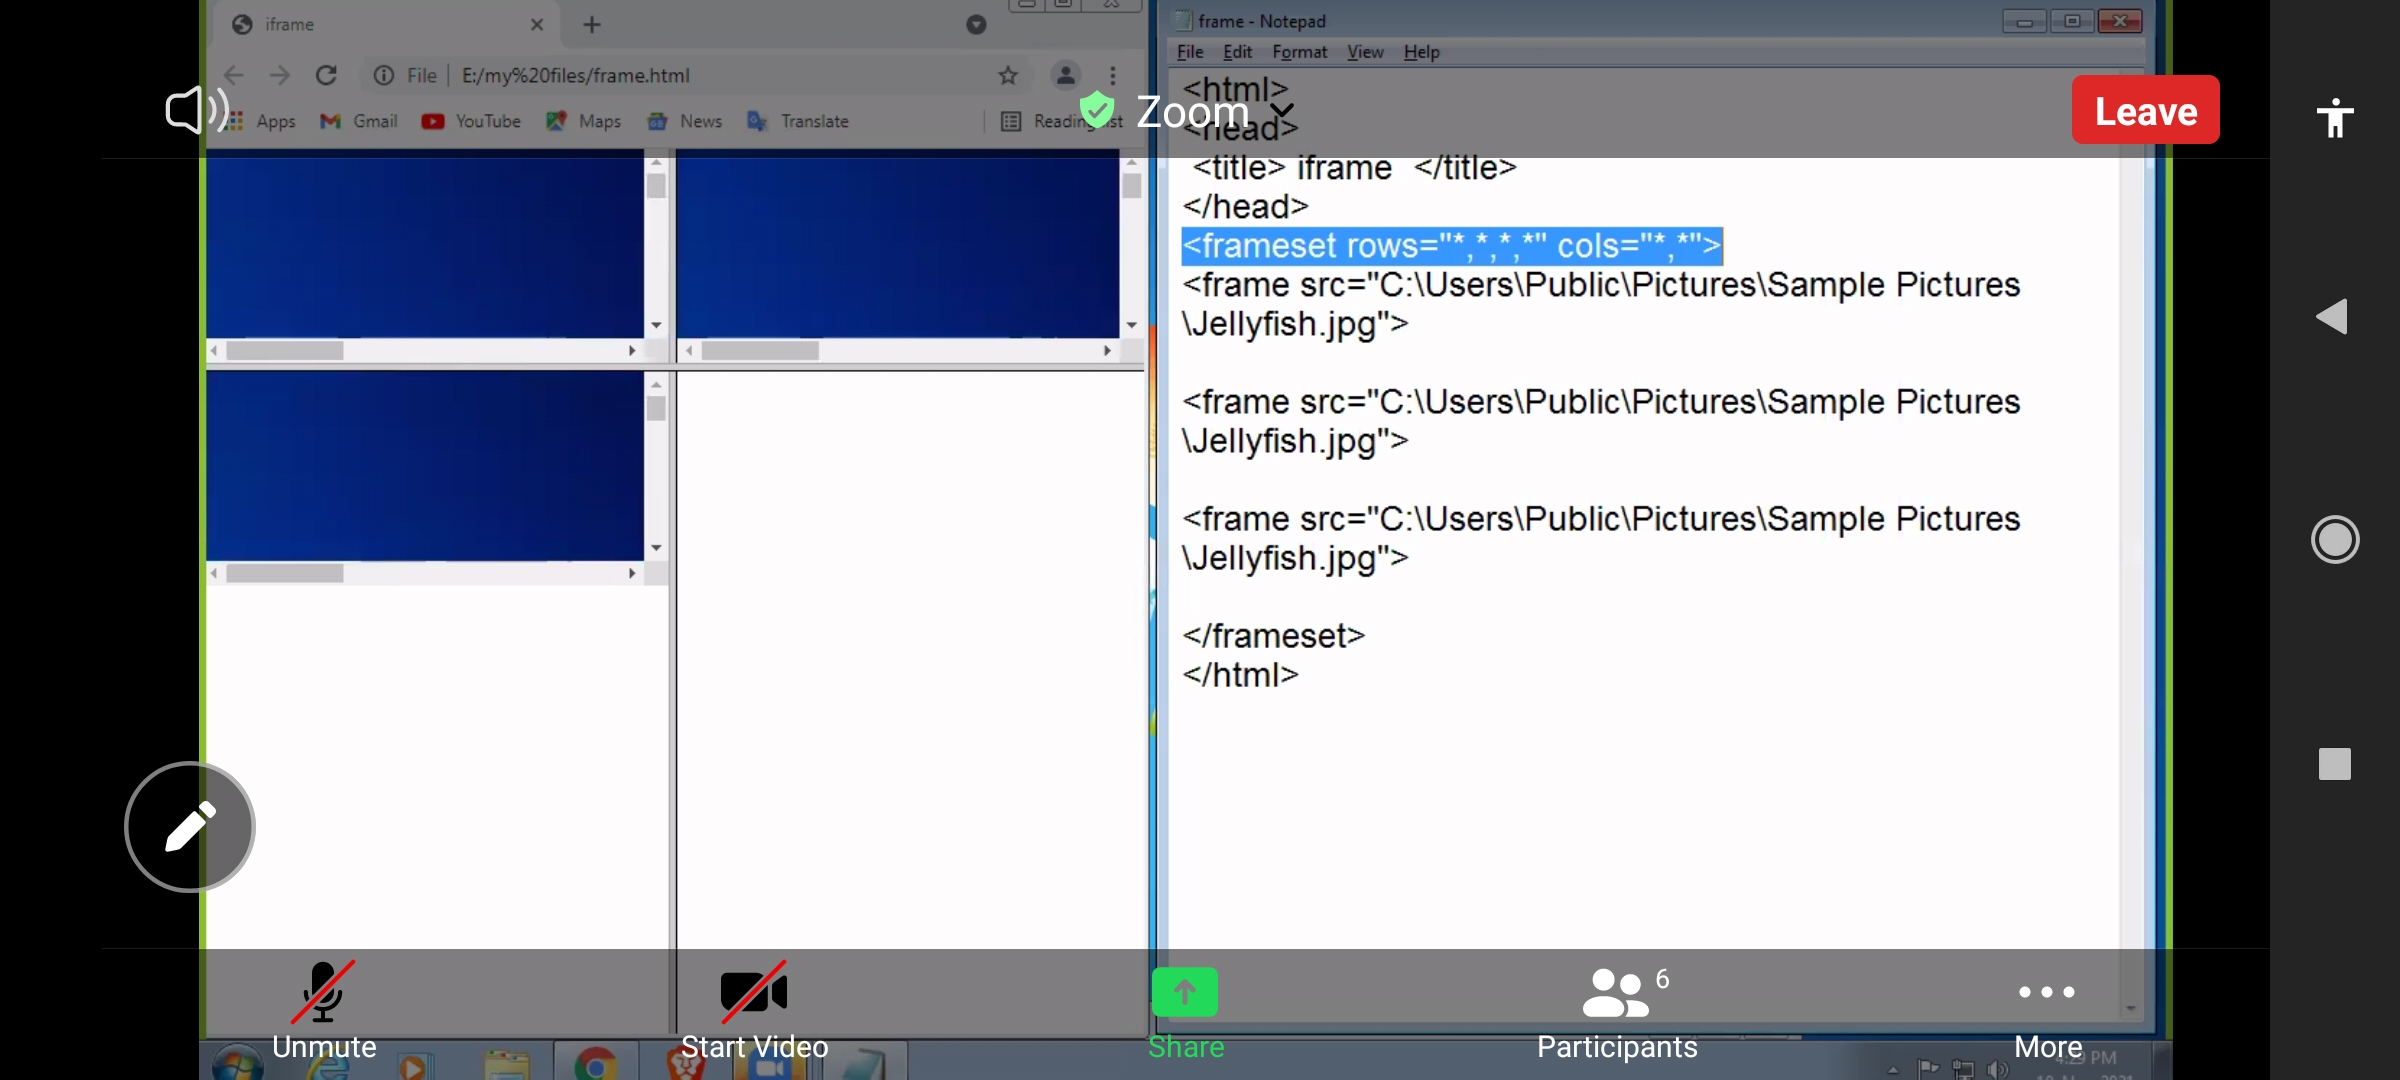 iframe
frame - Notepad
File Edit Format View Help
File E:/my%20files/frame.html
Apps Gmail YouTube Maps News Translate Reading list
Zoom
Leave
<html>
<head>
<title> iframe </title>
</head>
<frameset rows="*,*,*,*" cols="*,*">
<frame src="C:\Users\Public\Pictures\Sample Pictures
\Jellyfish.jpg">
<frame src="C:\Users\Public\Pictures\Sample Pictures
\Jellyfish.jpg">
<frame src="C:\Users\Public\Pictures\Sample Pictures
\Jellyfish.jpg">
</frameset>
</html>
6
Unmute Start Video Share Participants More
PM